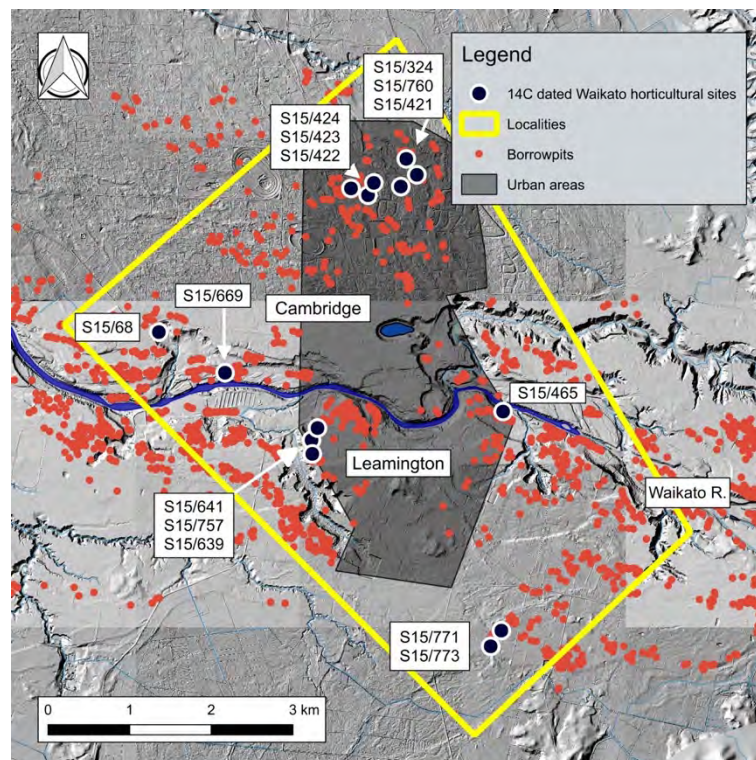 S15/324
S15/760
S15/421
S15/424
S15/423
S15/422
Legend
14C dated Waikato horticultural sites
Localities
Borrowpits
Urban areas
S15/669
Cambridge
S15/68
S15/465
Leamington
Waikato R.
S15/641
S15/757
S15/639
S15/771
S15/773
0 1 2 3 km